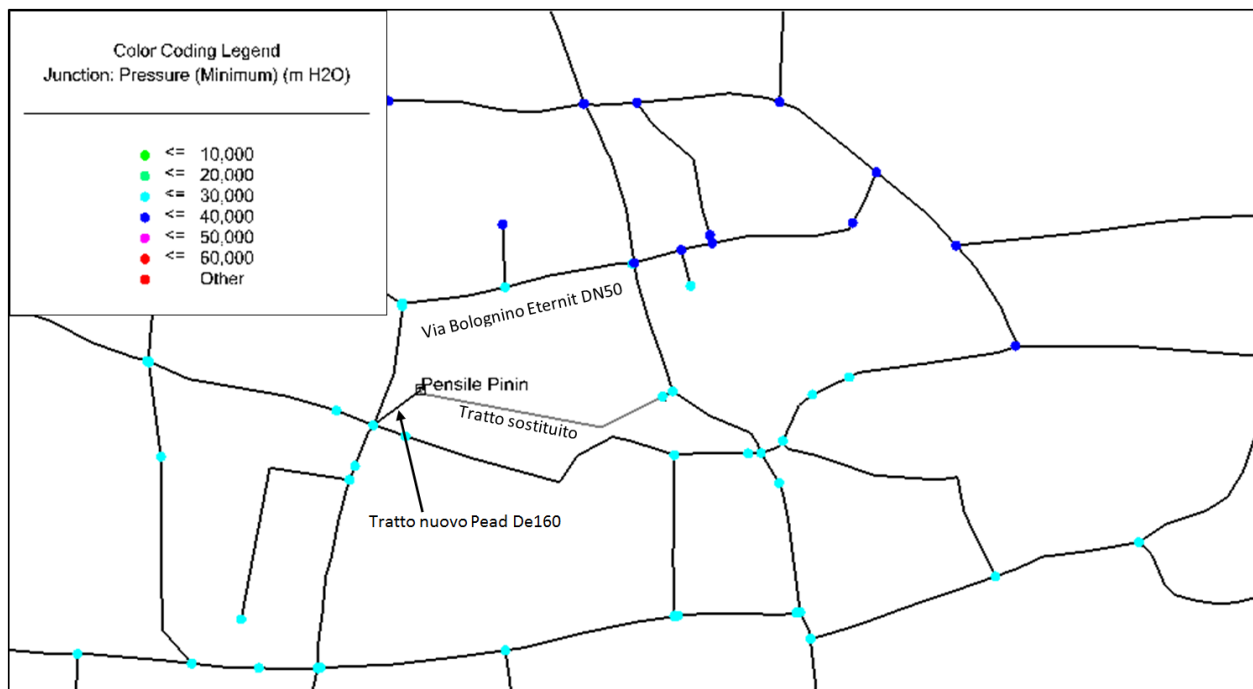 Color Coding Legend
Junction: Pressure (Minimum) (m H2O)
<= 10,000
<= 20,000
<= 30,000
<= 40,000
<= 50,000
<= 60,000
Other
Via Bolognino Eternit DN50
Pensile Pinin
Tratto sostituito
Tratto nuovo Pead De160